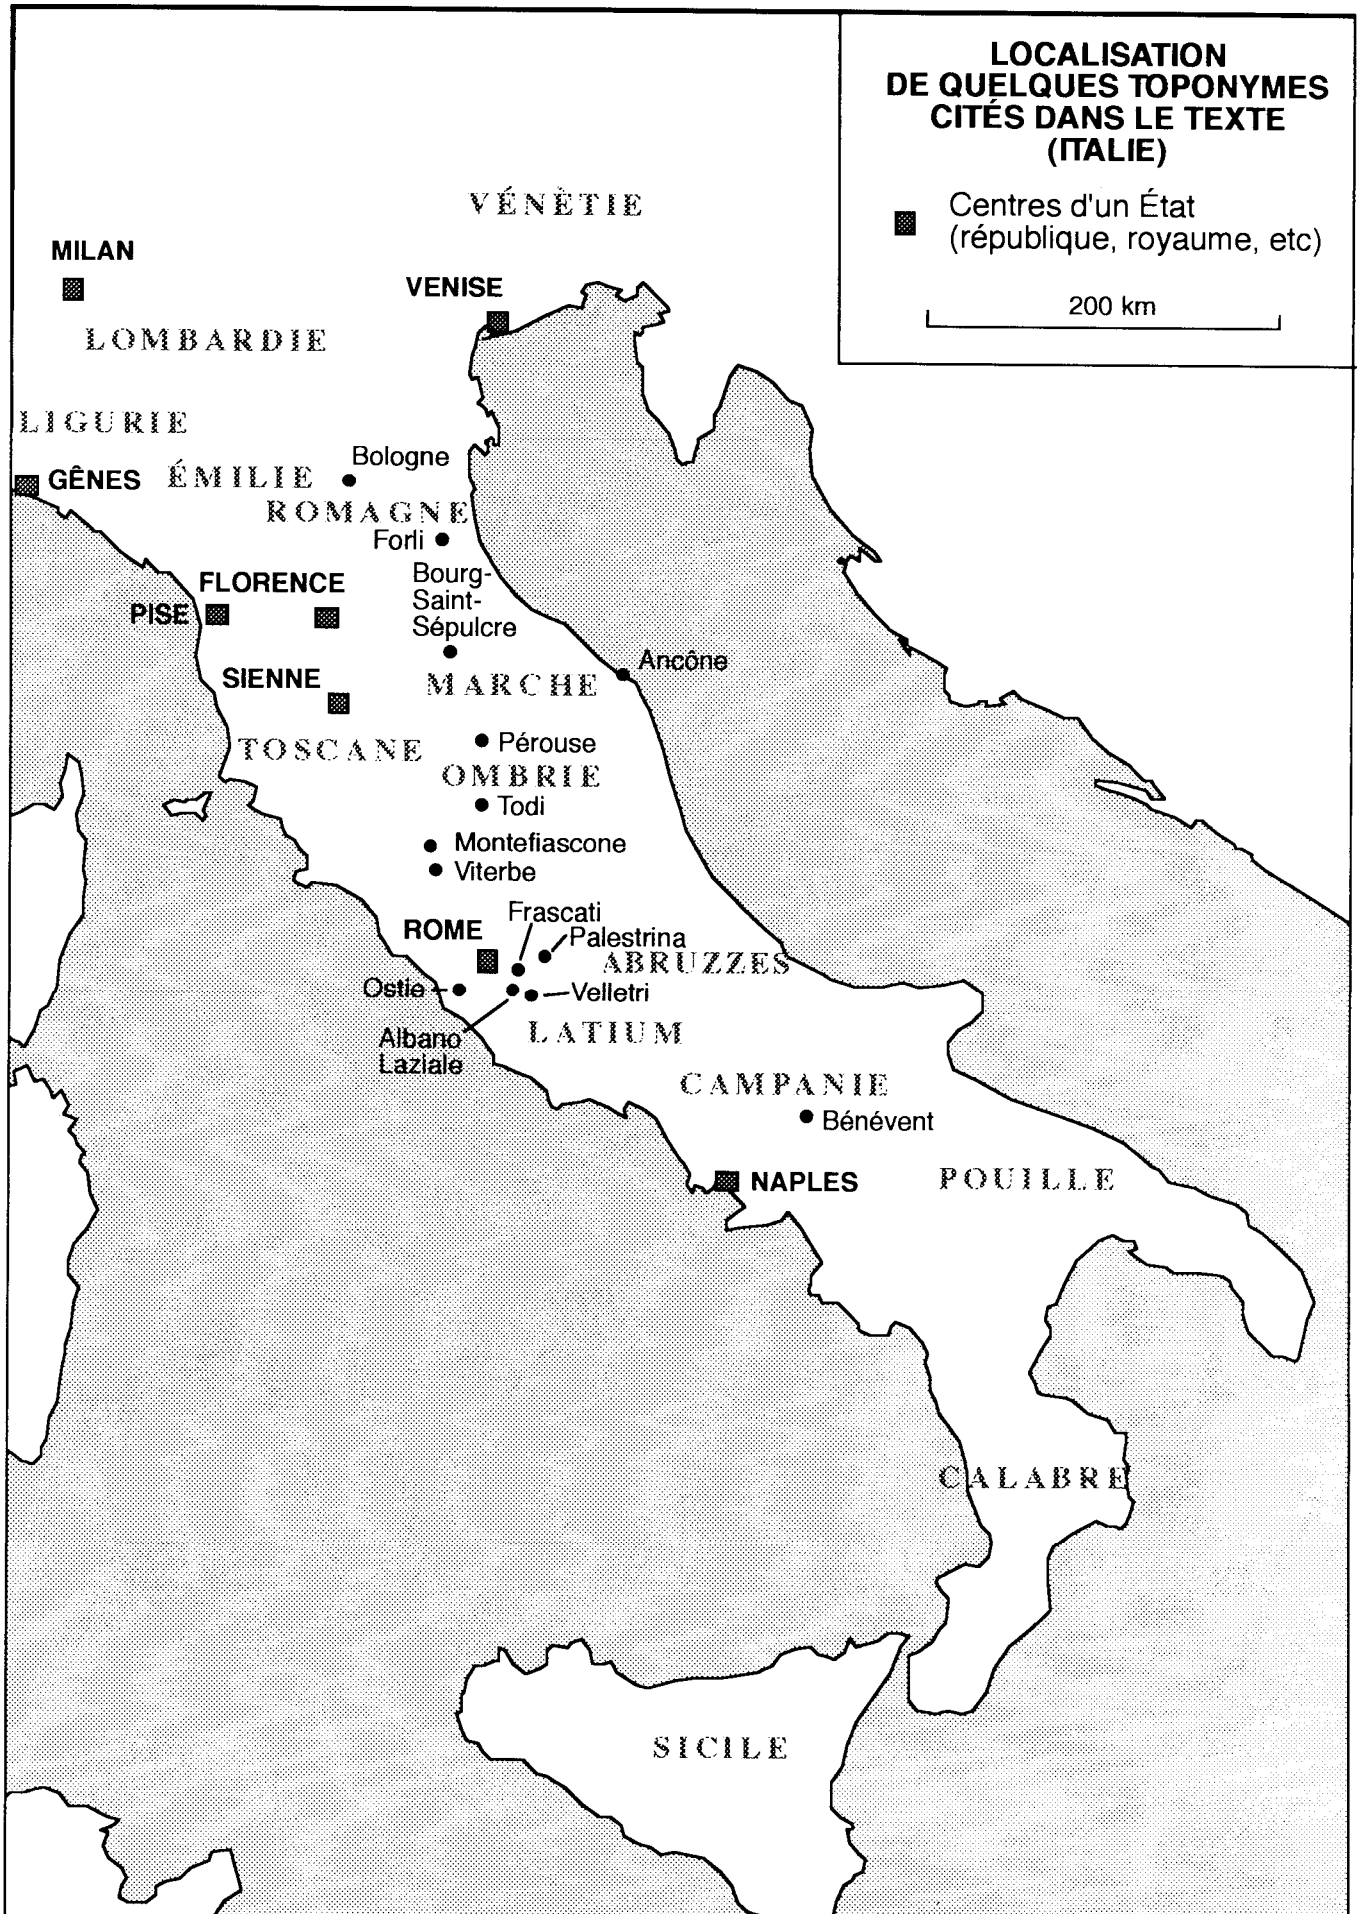 LOCALISATION
DE QUELQUES TOPONYMES
CITÉS DANS LE TEXTE
(ITALIE)
Centres d'un État
(république, royaume, etc)
200 km
VÉNÈTIE
MILAN
VENISE
LOMBARDIE
LIGURIE
Bologne
GÊNES
ÉMILIE
ROMAGNE
Forli
Bourg-
Saint-
Sépulcre
FLORENCE
PISE
Ancône
SIENNE
MARCHE
Pérouse
TOSCANE
OMBRIE
Todi
Montefiascone
Viterbe
Frascati
ROME
Palestrina
ABRUZZES
Ostie
Velletri
Albano
Laziale
LATIUM
CAMPANIE
Bénévent
NAPLES
POUILLE
CALABRE
SICILE